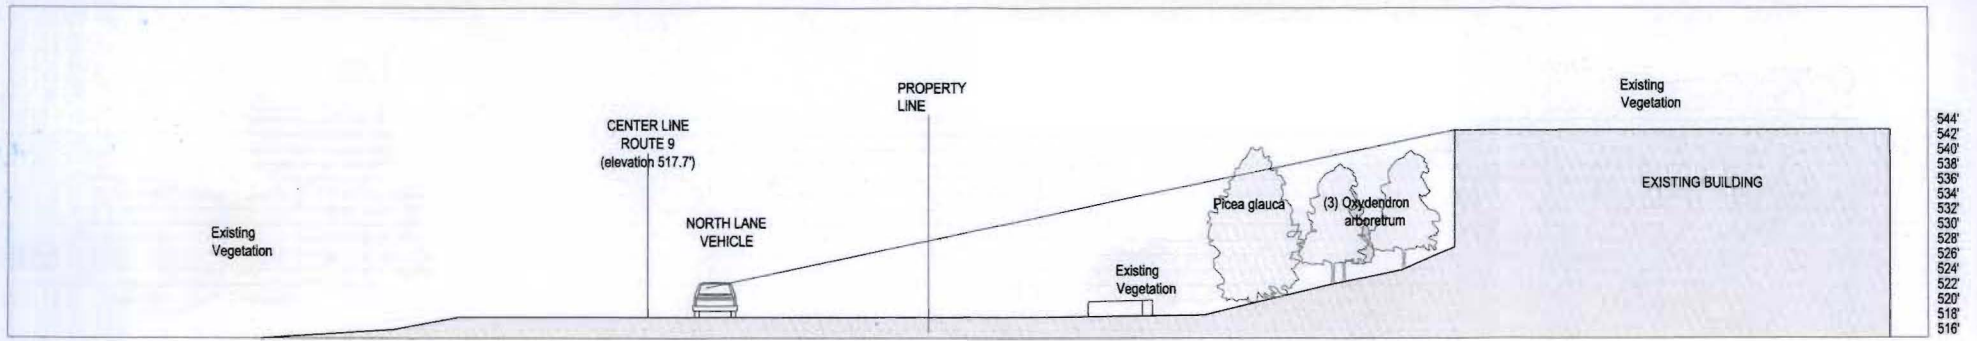 Existing
Vegetation
CENTER LINE
ROUTE 9
(elevation 517.7')
NORTH LANE
VEHICLE
PROPERTY
LINE
Existing
Vegetation
Picea glauca
(3) Oxydendron
arboretrum
Existing
Vegetation
EXISTING BUILDING
544'
542'
540'
538'
536'
534'
532'
530'
528'
526'
524'
522'
520'
518'
516'